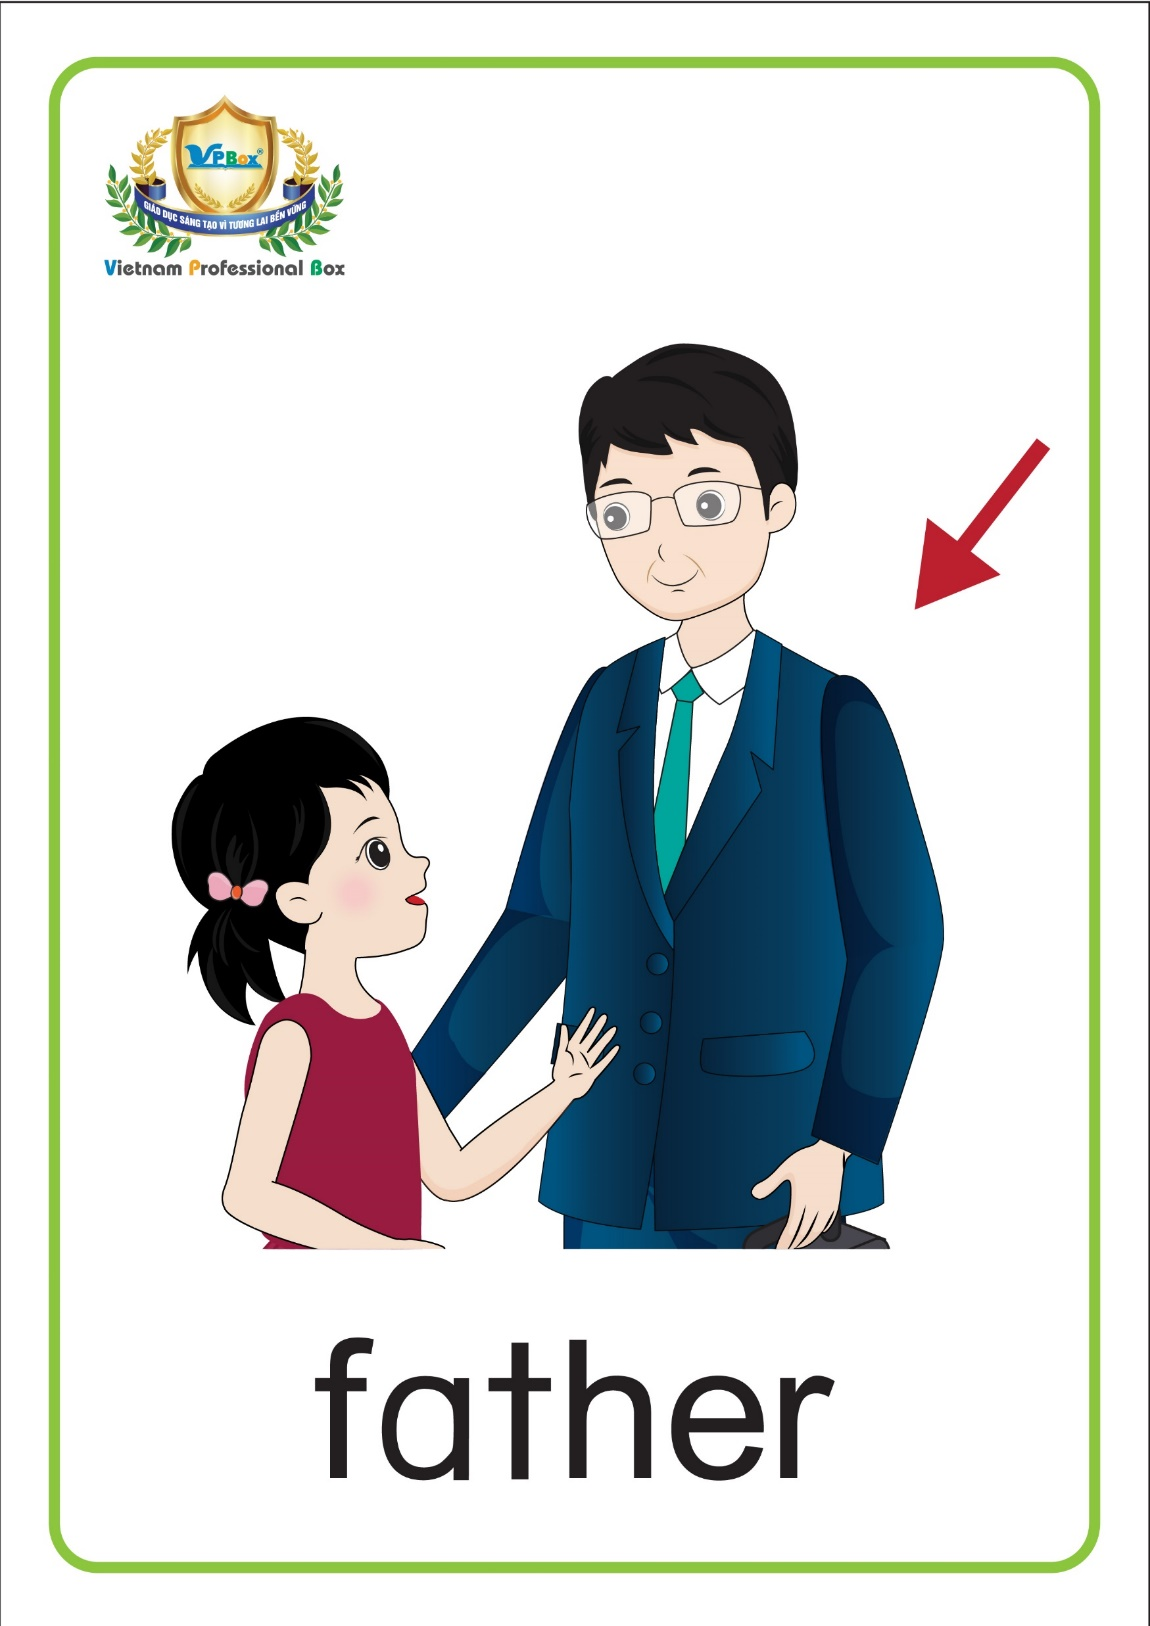 VPBox®
GIÁO DỤC SÁNG TẠO VÌ TƯƠNG LAI BỀN VỮNG
Vietnam Professional Box
father